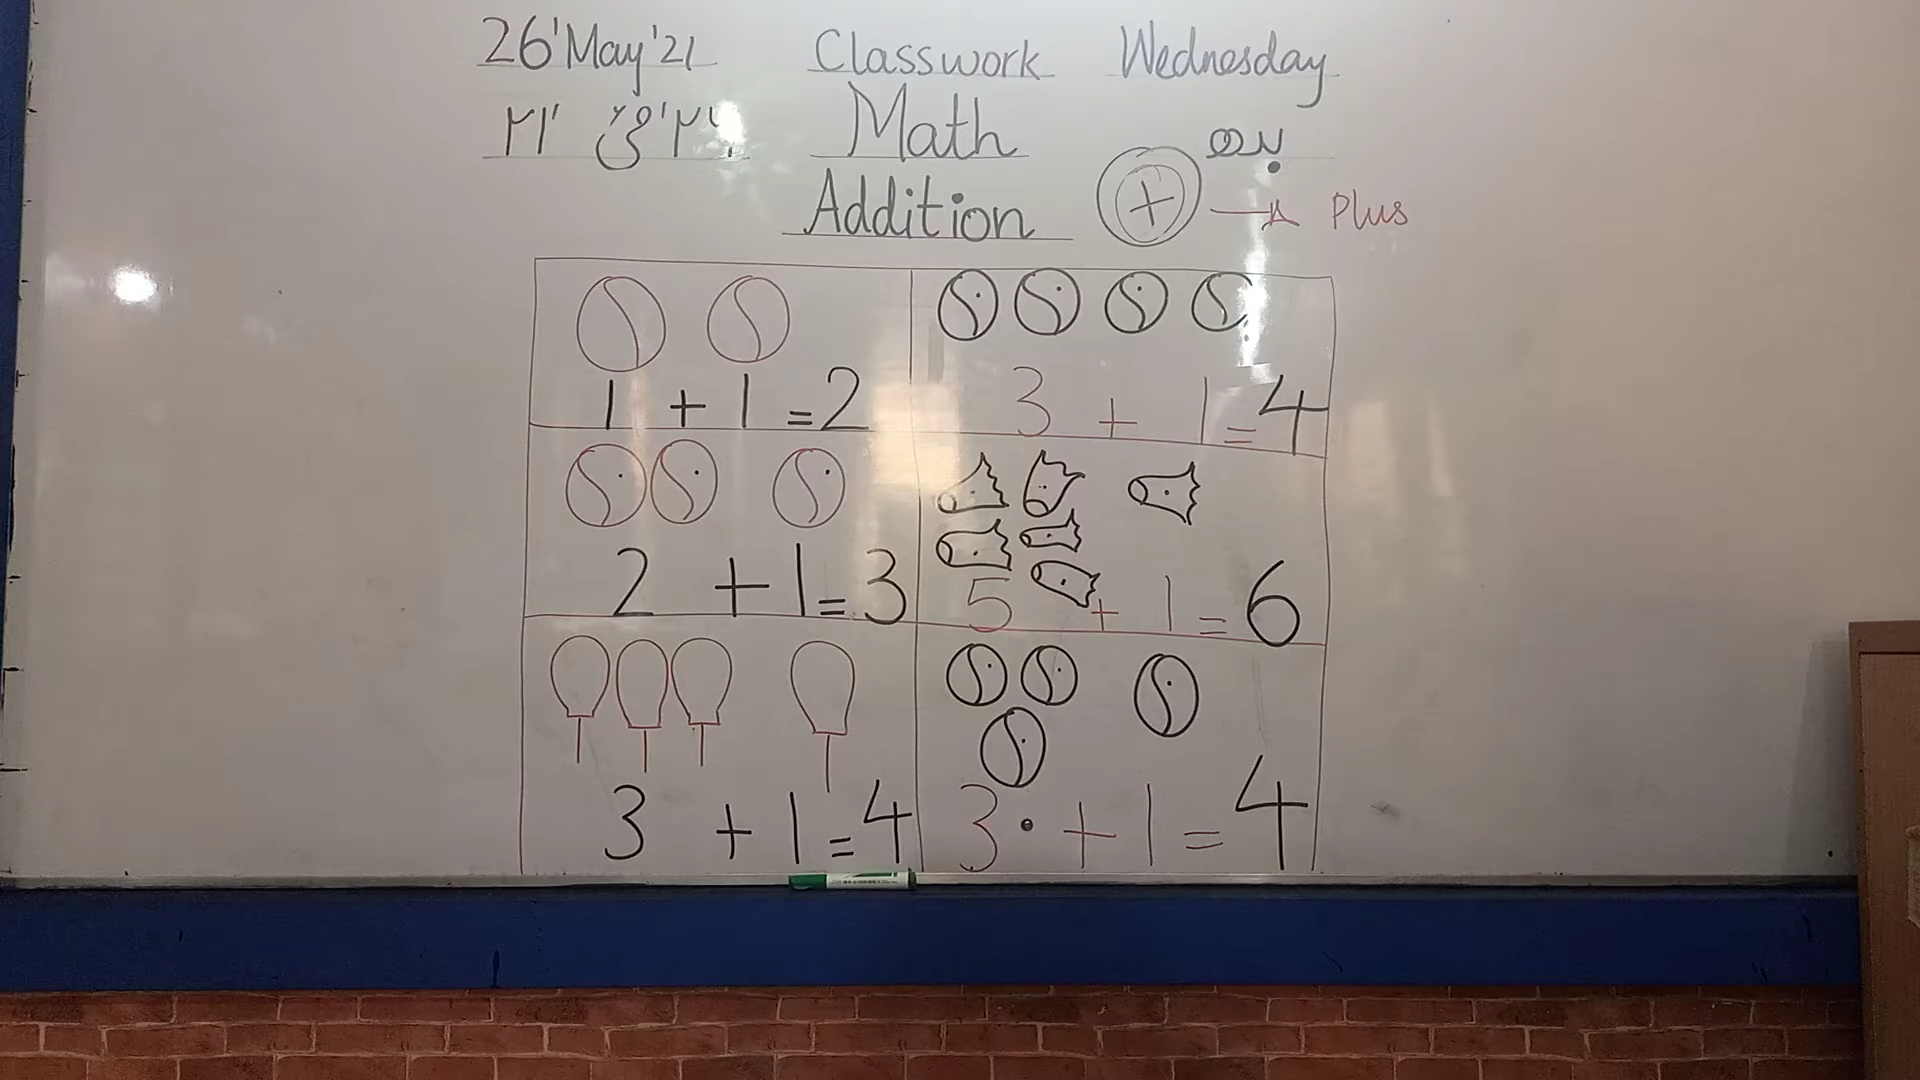 26'May'21 Classwork Wednesday
Math بدھ
Addition + → Plus
1 + 1 = 2
3 + 1 = 4
2 + 1 = 3
5 + 1 = 6
3 + 1 = 4
3 + 1 = 4